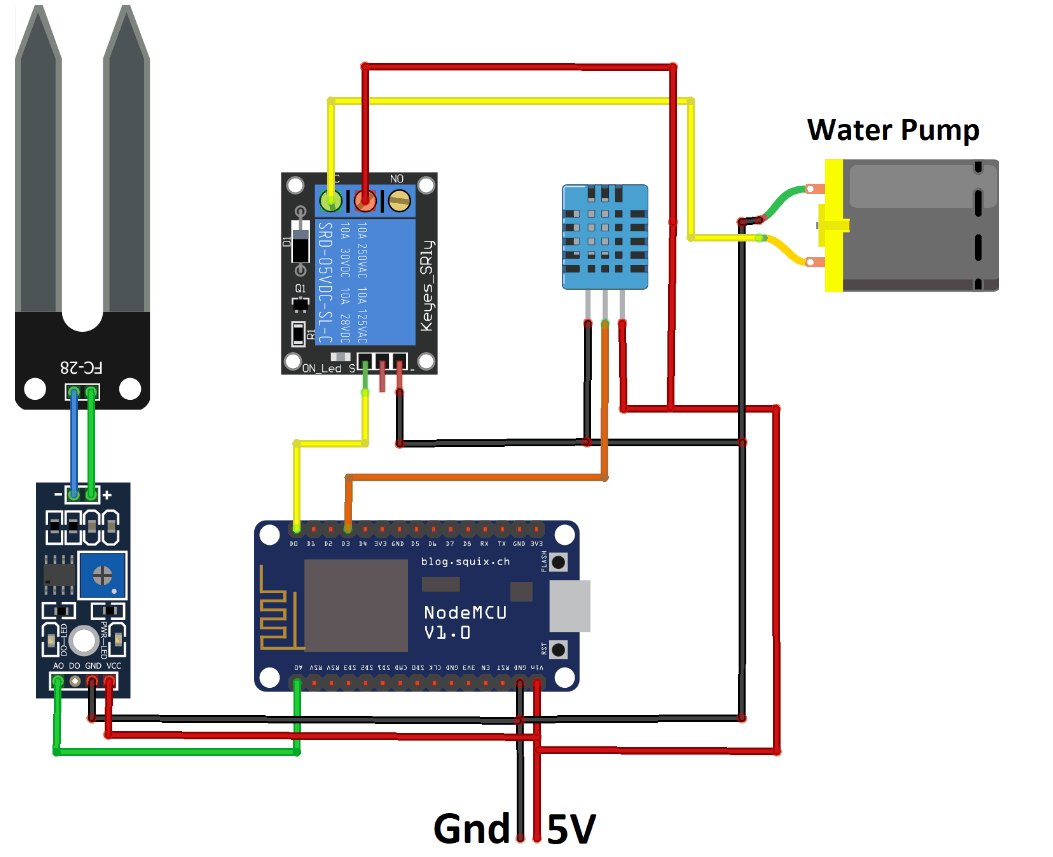 Water Pump
C
NO
D1
Q1
R1
SRD-05VDC-SL-C
10A 30VDC 10A 28VDC
10A 250VAC 10A 125VAC
Keyes_SRly
ON_Led S
-
FC-28
- +
DO-LED
PWR-LED
AO DO GND VCC
D0 D1 D2 D3 D4 3V3 GND D5 D6 D7 D8 RX TX GND 3V3
blog.squix.ch
FLASH
NodeMCU
V1.0
RST
A0 RSV RSV SD3 SD2 SD1 CMD SD0 CLK GND 3V3 EN RST GND Vin
Gnd 5V